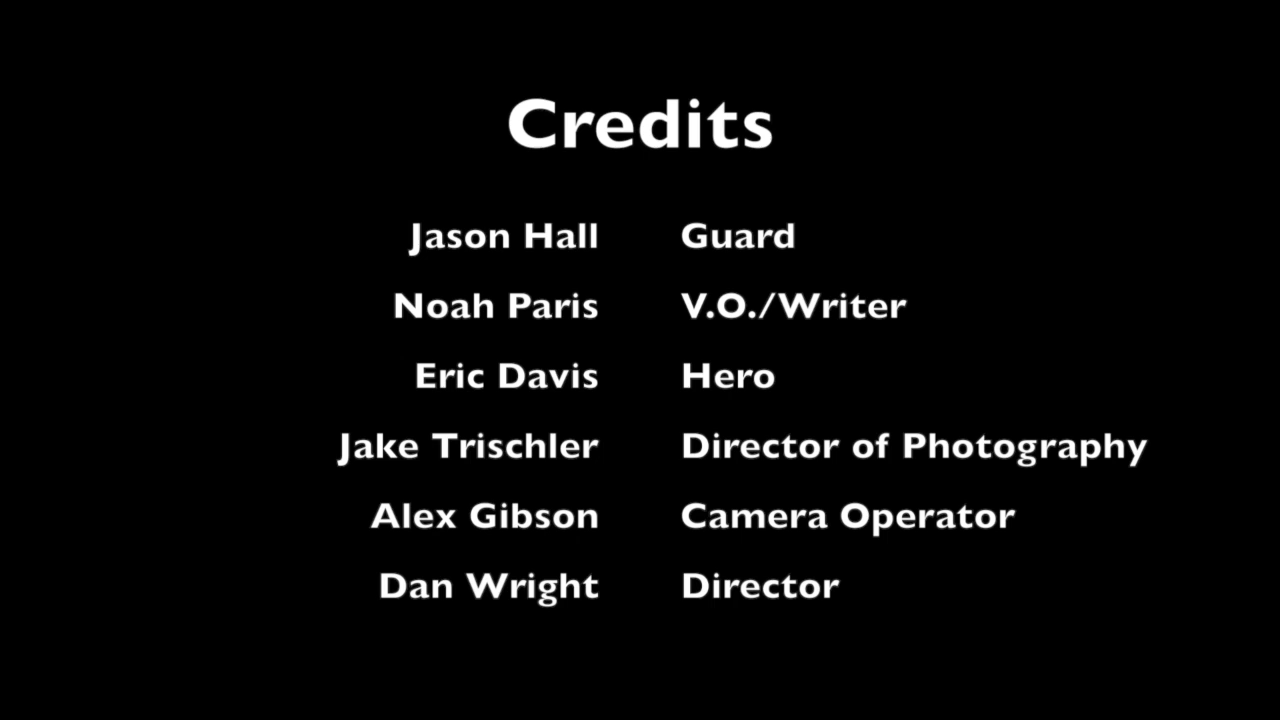 Credits
Jason Hall Guard
Noah Paris V.O./Writer
Eric Davis Hero
Jake Trischler Director of Photography
Alex Gibson Camera Operator
Dan Wright Director